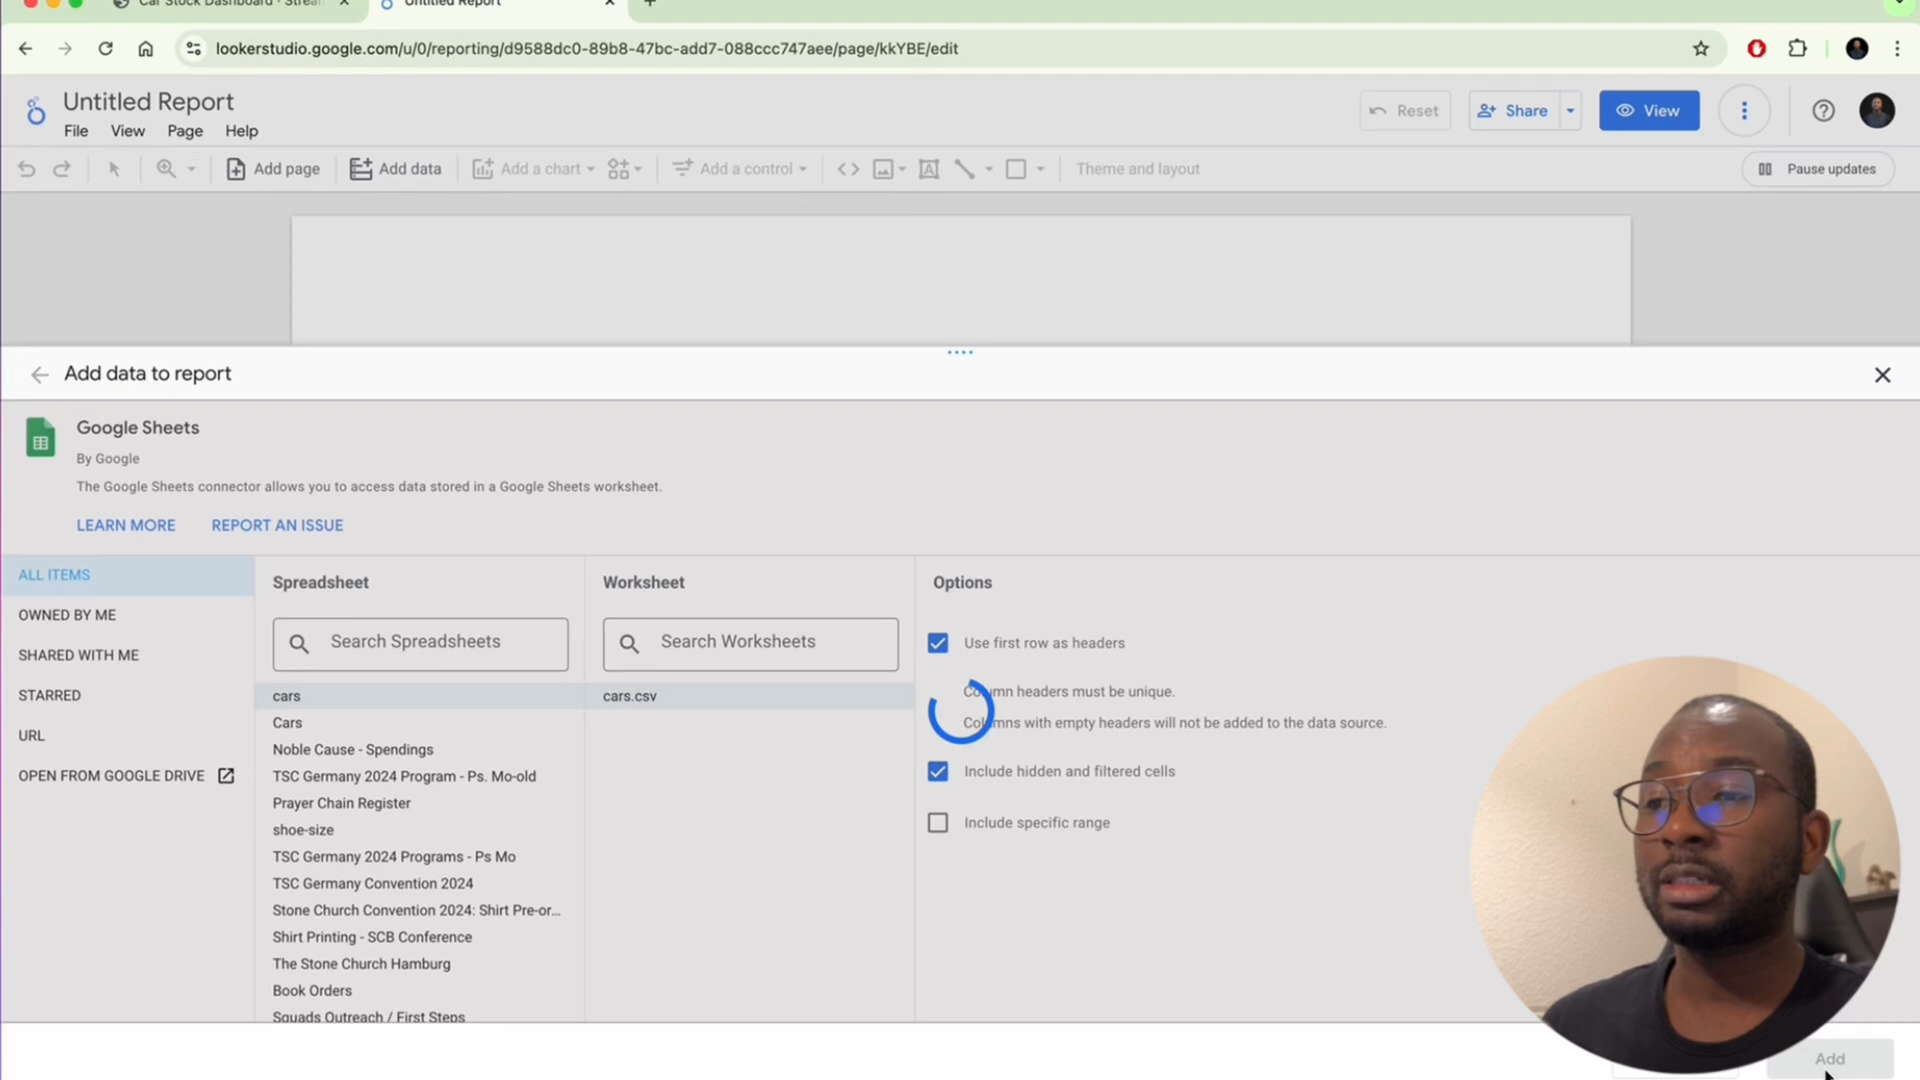 Car Stock Dashboard · Stream
Untitled Report
lookerstudio.google.com/u/0/reporting/d9588dc0-89b8-47bc-add7-088ccc747aee/page/kkYBE/edit
Untitled Report
File View Page Help
Reset Share View
Add page Add data Add a chart Add a control Theme and layout Pause updates
Add data to report
Google Sheets
By Google
The Google Sheets connector allows you to access data stored in a Google Sheets worksheet.
LEARN MORE REPORT AN ISSUE
ALL ITEMS
OWNED BY ME
SHARED WITH ME
STARRED
URL
OPEN FROM GOOGLE DRIVE
Spreadsheet
Search Spreadsheets
cars
Cars
Noble Cause - Spendings
TSC Germany 2024 Program - Ps. Mo-old
Prayer Chain Register
shoe-size
TSC Germany 2024 Programs - Ps Mo
TSC Germany Convention 2024
Stone Church Convention 2024: Shirt Pre-or...
Shirt Printing - SCB Conference
The Stone Church Hamburg
Book Orders
Squads Outreach / First Steps
Worksheet
Search Worksheets
cars.csv
Options
Use first row as headers
Column headers must be unique.
Columns with empty headers will not be added to the data source.
Include hidden and filtered cells
Include specific range
Add